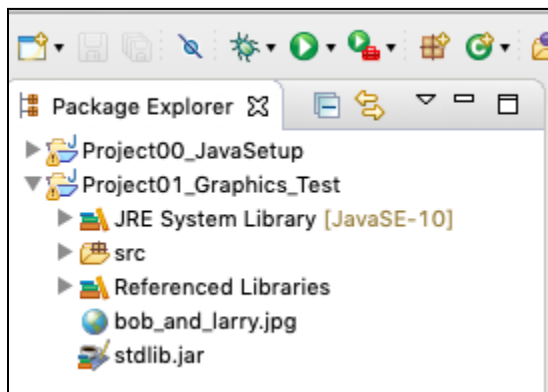 Package Explorer
Project00_JavaSetup
Project01_Graphics_Test
JRE System Library [JavaSE-10]
src
Referenced Libraries
bob_and_larry.jpg
stdlib.jar